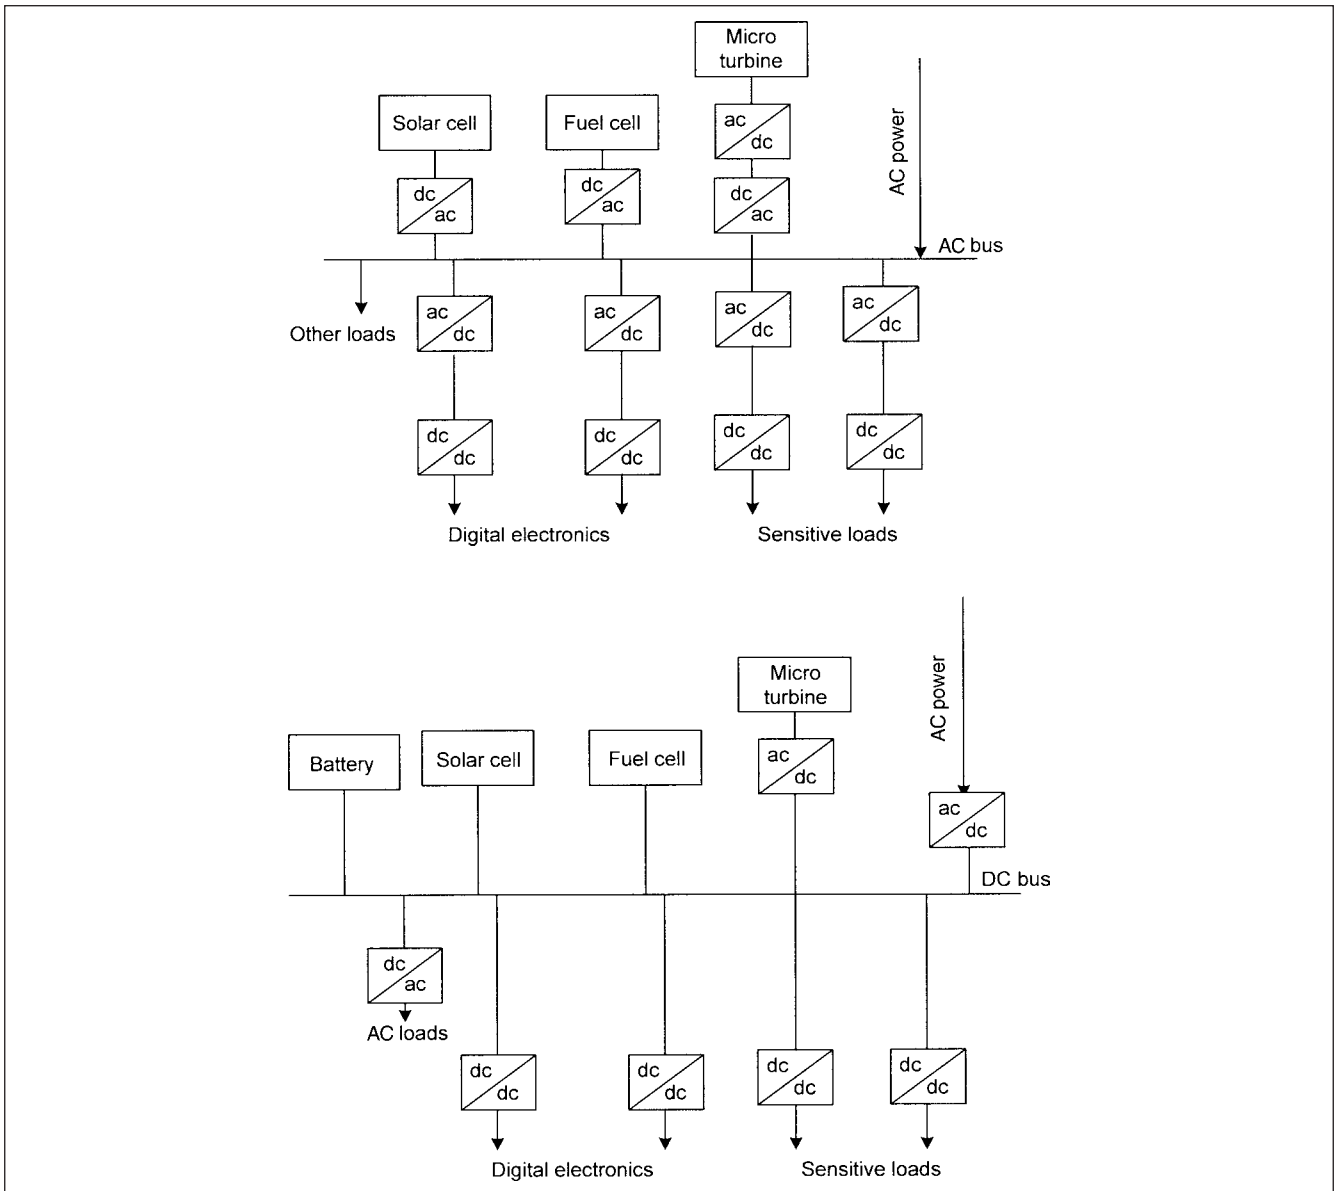 Micro
turbine
Solar cell
Fuel cell
ac
dc
AC power
dc
ac
dc
ac
dc
ac
AC bus
ac
dc
ac
dc
ac
dc
ac
dc
Other loads
dc
dc
dc
dc
dc
dc
dc
dc
Digital electronics
Sensitive loads
Micro
turbine
AC power
Battery
Solar cell
Fuel cell
ac
dc
ac
dc
DC bus
dc
ac
AC loads
dc
dc
dc
dc
dc
dc
dc
dc
Digital electronics
Sensitive loads